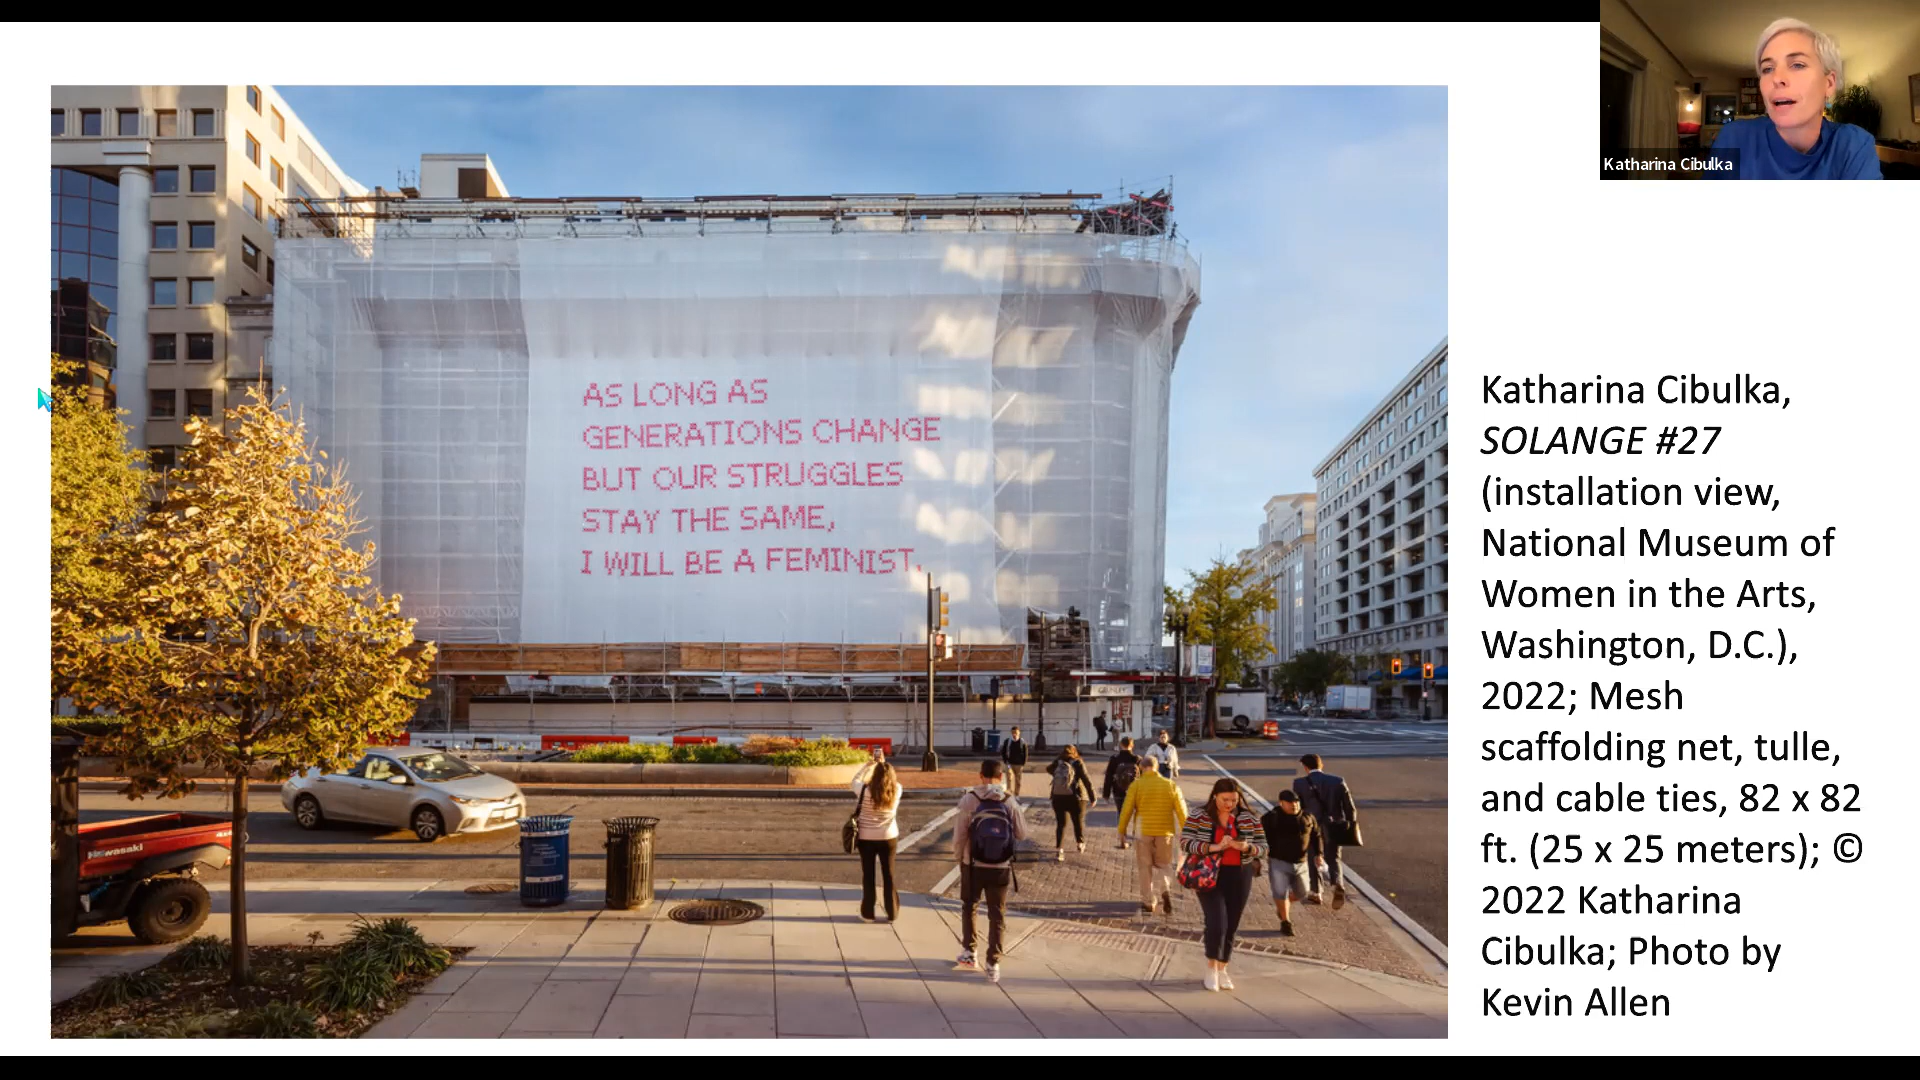 Katharina Cibulka
AS LONG AS
GENERATIONS CHANGE
BUT OUR STRUGGLES
STAY THE SAME,
I WILL BE A FEMINIST.
Kawasaki
Katharina Cibulka,
SOLANGE #27
(installation view,
National Museum of
Women in the Arts,
Washington, D.C.),
2022; Mesh
scaffolding net, tulle,
and cable ties, 82 x 82
ft. (25 x 25 meters); ©
2022 Katharina
Cibulka; Photo by
Kevin Allen